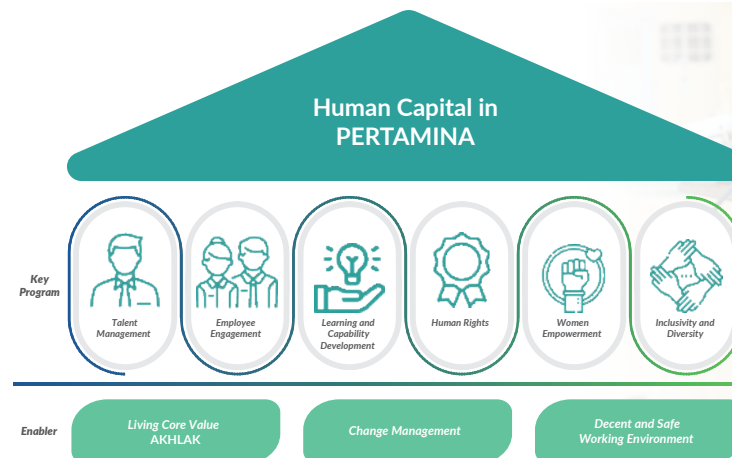 Human Capital in
PERTAMINA
Key
Program
Talent
Management
Employee
Engagement
Learning and
Capability
Development
Human Rights
Women
Empowerment
Inclusivity and
Diversity
Enabler
Living Core Value
AKHLAK
Change Management
Decent and Safe
Working Environment